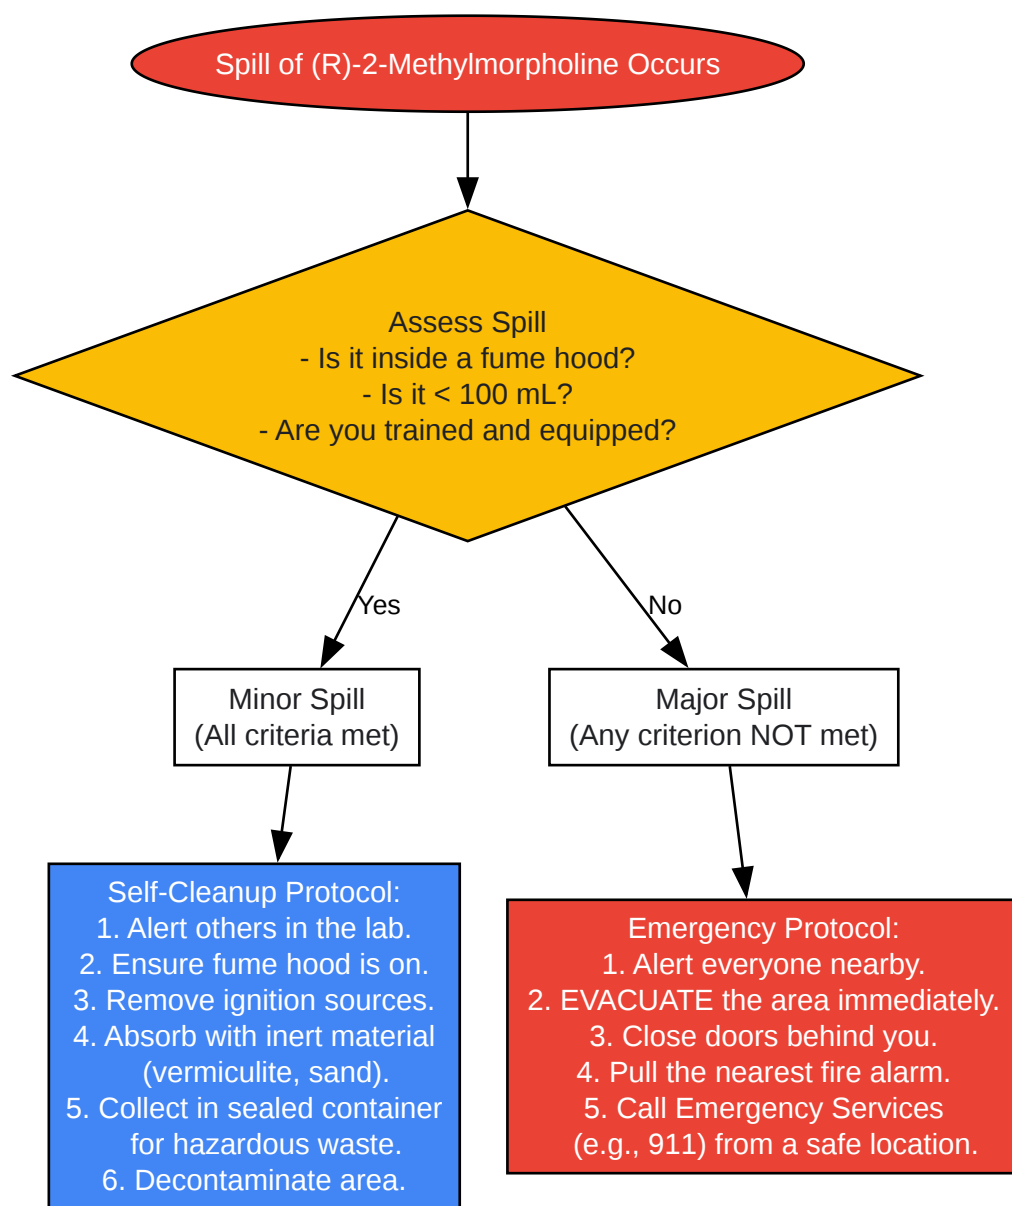 Spill of (R)-2-Methylmorpholine Occurs
Assess Spill
- Is it inside a fume hood?
- Is it < 100 mL?
- Are you trained and equipped?
Yes
No
Minor Spill
(All criteria met)
Major Spill
(Any criterion NOT met)
Self-Cleanup Protocol:
1. Alert others in the lab.
2. Ensure fume hood is on.
3. Remove ignition sources.
4. Absorb with inert material
(vermiculite, sand).
5. Collect in sealed container
for hazardous waste.
6. Decontaminate area.
Emergency Protocol:
1. Alert everyone nearby.
2. EVACUATE the area immediately.
3. Close doors behind you.
4. Pull the nearest fire alarm.
5. Call Emergency Services
(e.g., 911) from a safe location.